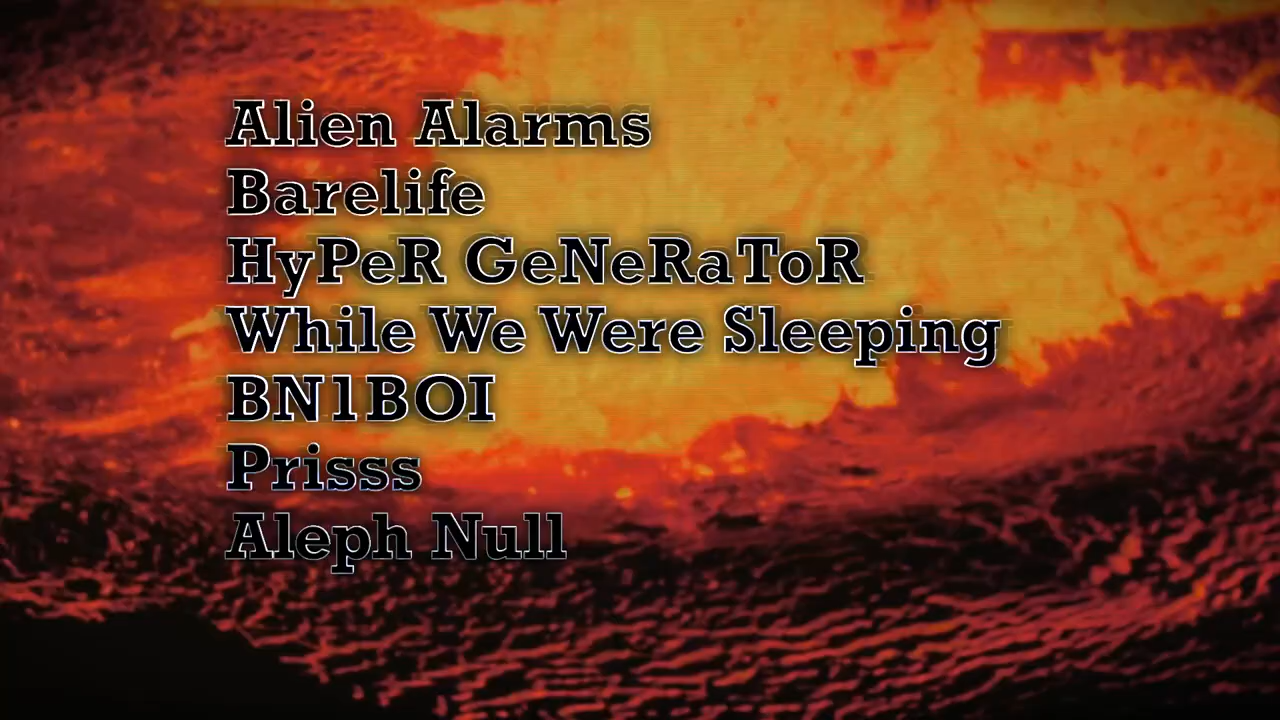 Alien Alarms
Barelife
HyPeR GeNeRaToR
While We Were Sleeping
BN1BOI
Prisss
Aleph Null